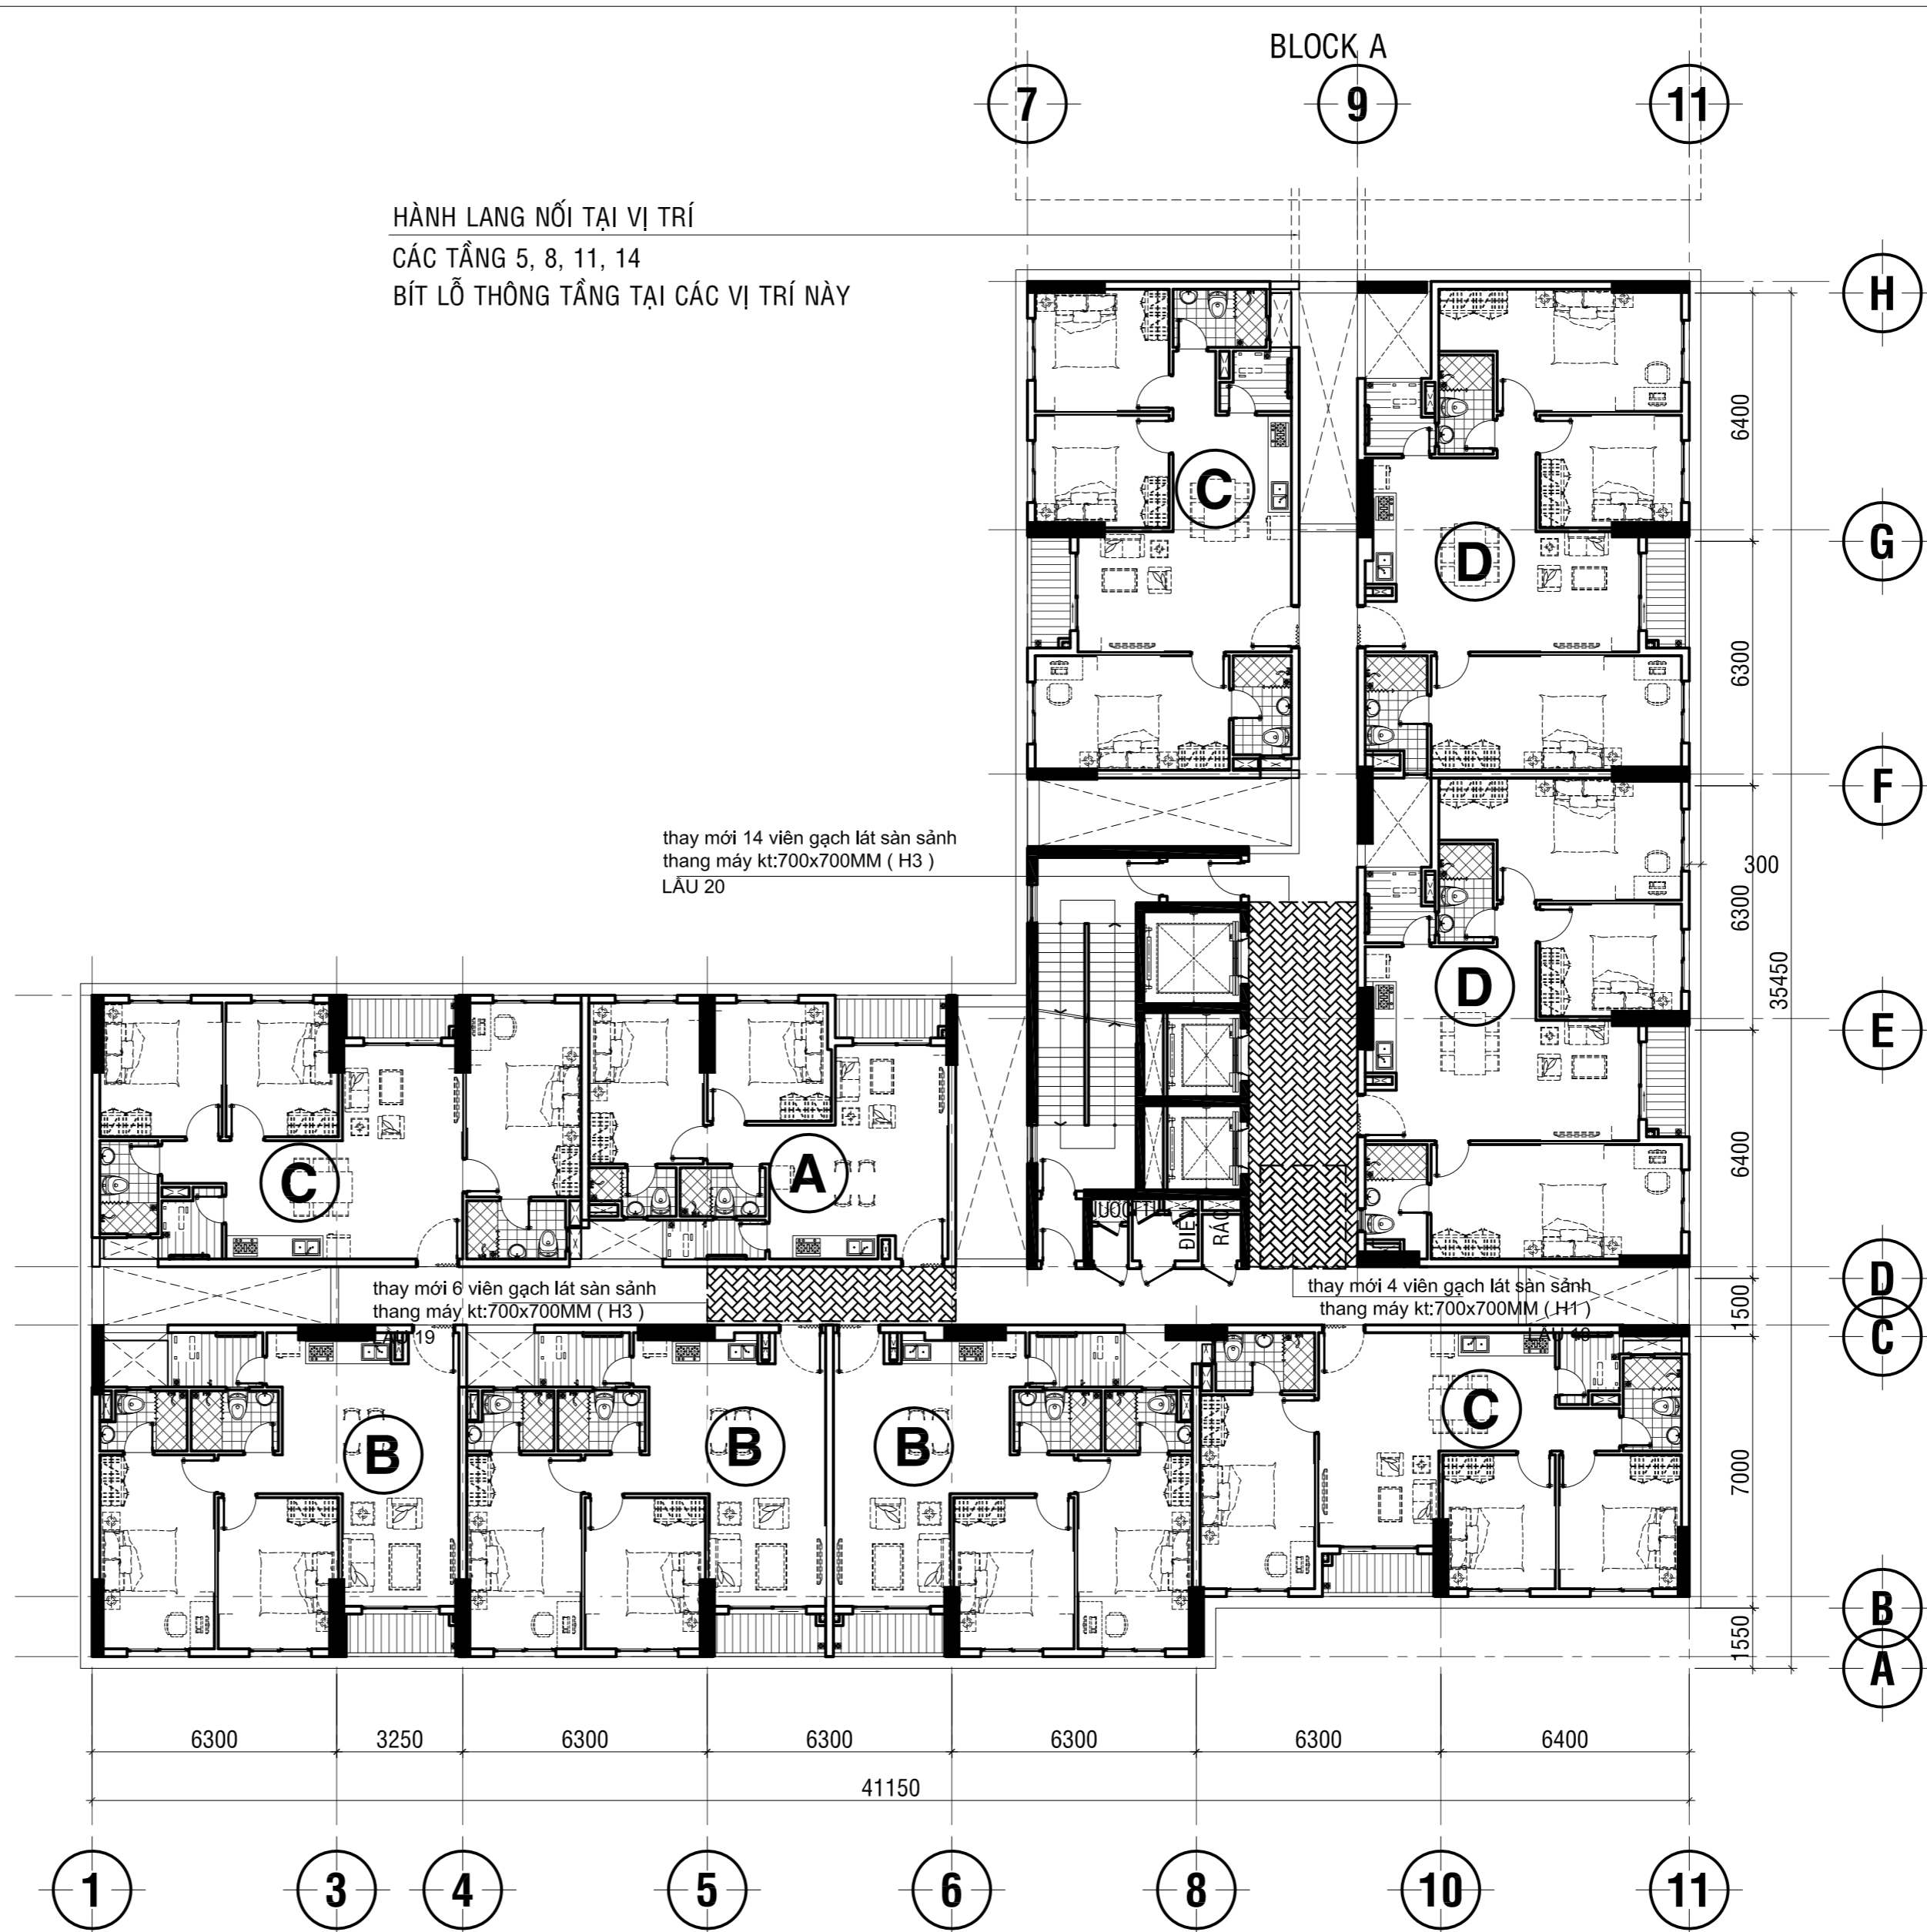 BLOCK A
7
9
11
HÀNH LANG NỐI TẠI VỊ TRÍ
CÁC TẦNG 5, 8, 11, 14
BÍT LỖ THÔNG TẦNG TẠI CÁC VỊ TRÍ NÀY
H
6400
C
G
D
6300
F
thay mới 14 viên gạch lát sàn sảnh
thang máy kt:700x700MM ( H3 )
LẦU 20
300
6300
35450
D
E
6400
C
A
ĐIỆN
RÁC
D
thay mới 6 viên gạch lát sàn sảnh
thang máy kt:700x700MM ( H3 )
thay mới 4 viên gạch lát sàn sảnh
thang máy kt:700x700MM ( H1 )
1500
C
C
B
B
B
7000
B
1550
A
6300
3250
6300
6300
6300
6300
6400
41150
1
3
4
5
6
8
10
11